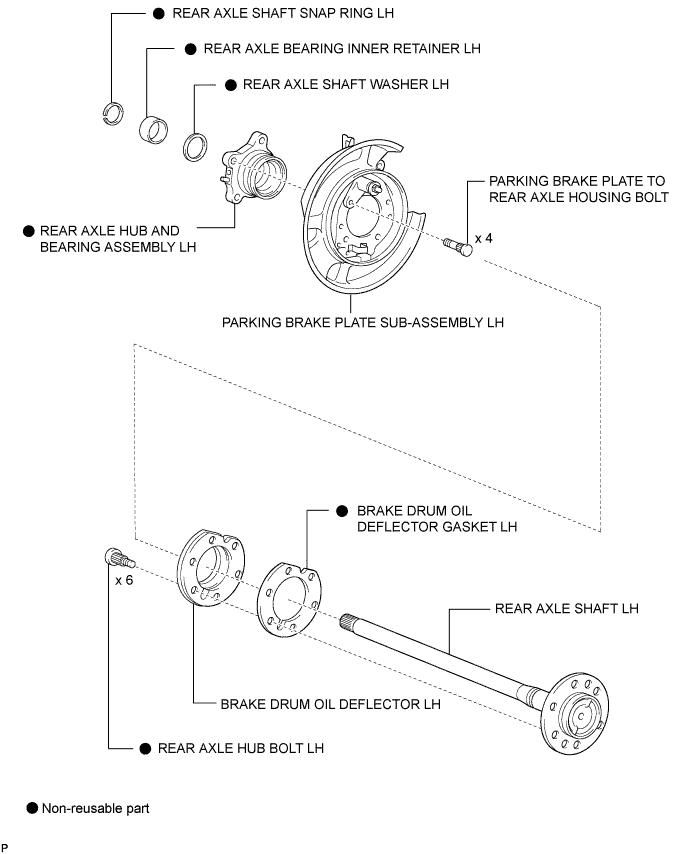 ● REAR AXLE SHAFT SNAP RING LH
● REAR AXLE BEARING INNER RETAINER LH
● REAR AXLE SHAFT WASHER LH
PARKING BRAKE PLATE TO
REAR AXLE HOUSING BOLT
● REAR AXLE HUB AND
BEARING ASSEMBLY LH
x 4
PARKING BRAKE PLATE SUB-ASSEMBLY LH
● BRAKE DRUM OIL
DEFLECTOR GASKET LH
x 6
REAR AXLE SHAFT LH
BRAKE DRUM OIL DEFLECTOR LH
● REAR AXLE HUB BOLT LH
● Non-reusable part
P